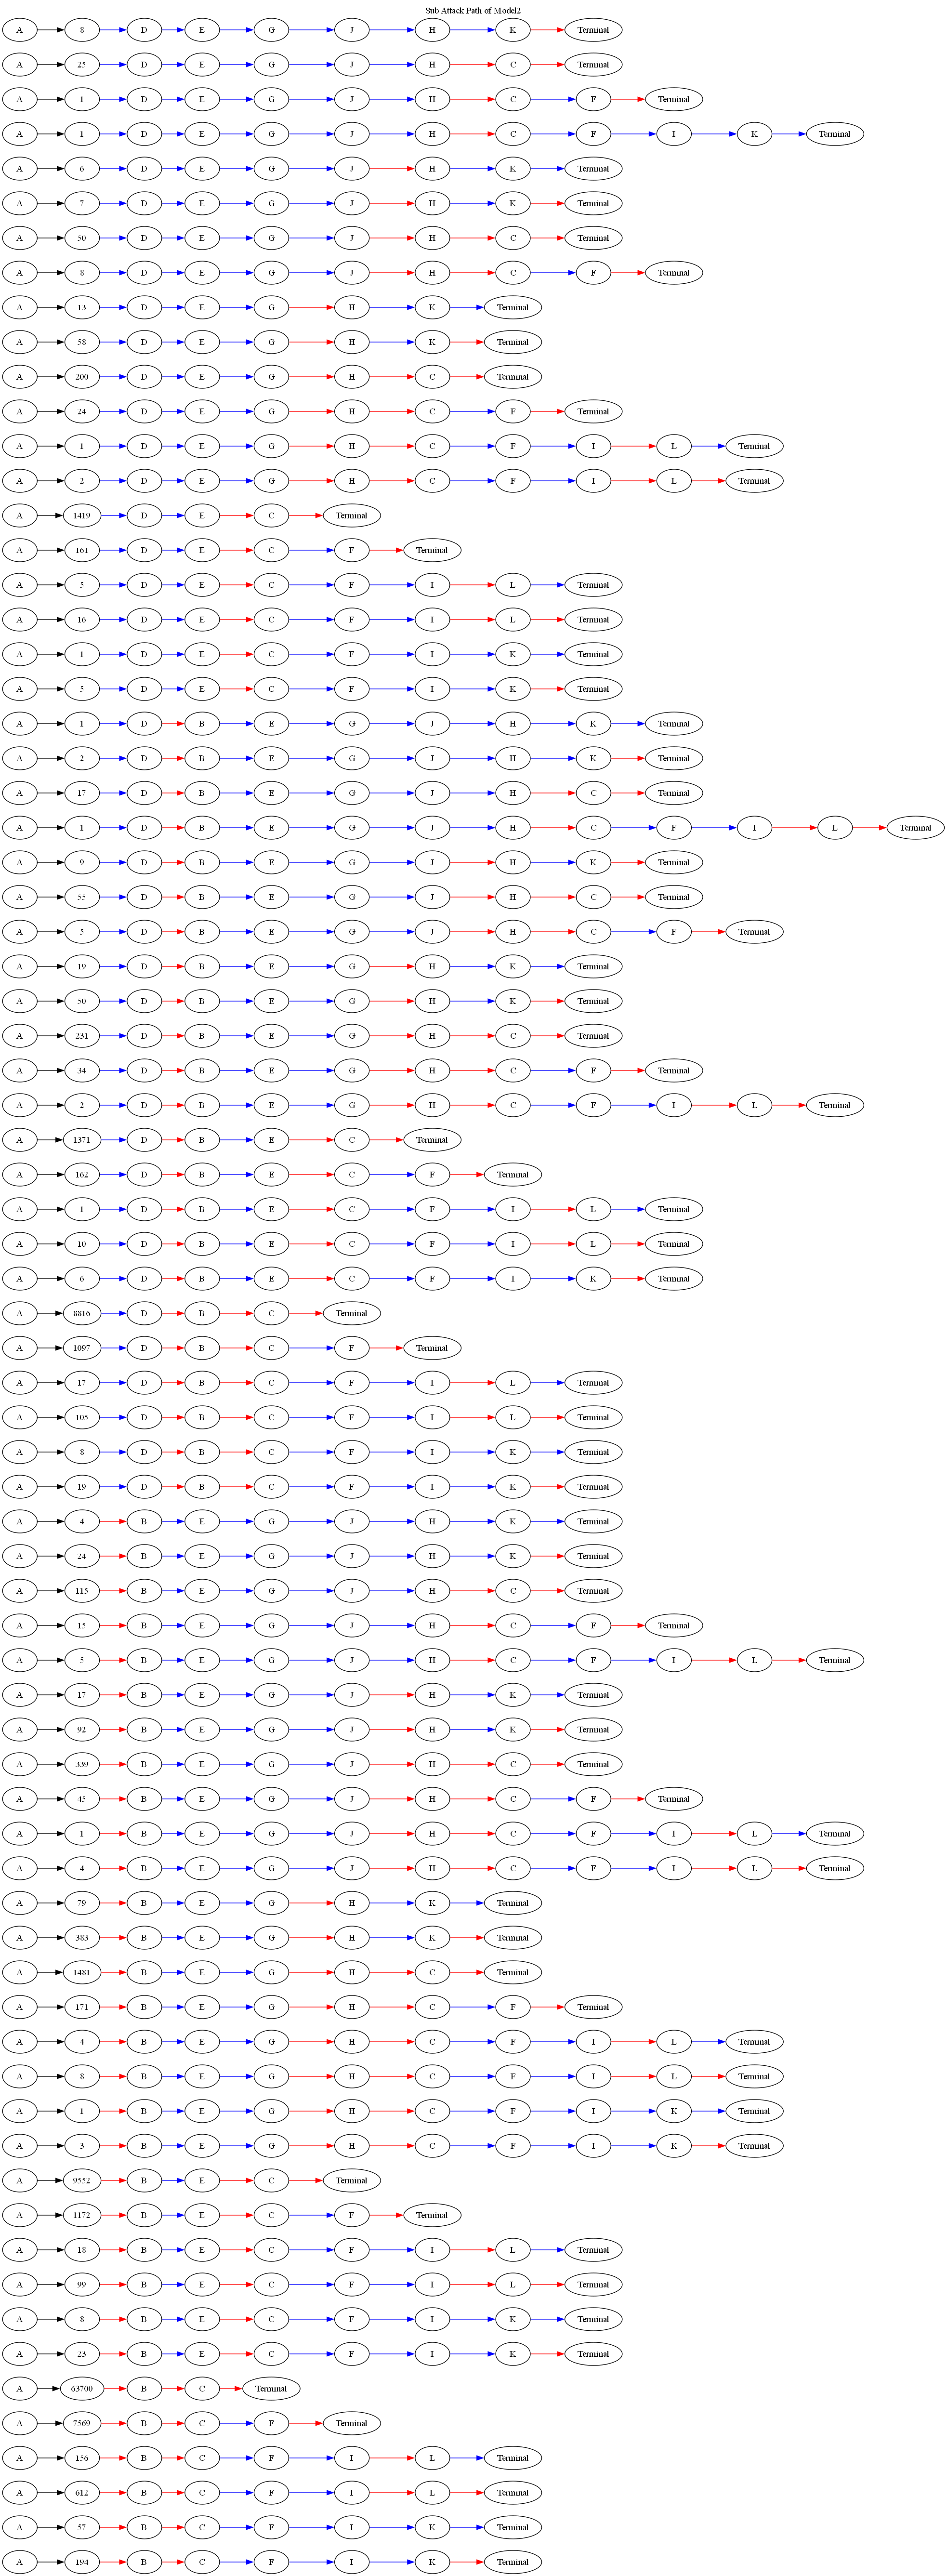 Sub Attack Path of Model2
A 8 D E G J H K Terminal
A 25 D E G J H C Terminal
A 1 D E G J H C F Terminal
A 1 D E G J H C F I K Terminal
A 6 D E G J H K Terminal
A 7 D E G J H K Terminal
A 50 D E G J H C Terminal
A 8 D E G J H C F Terminal
A 13 D E G H K Terminal
A 58 D E G H K Terminal
A 200 D E G H C Terminal
A 24 D E G H C F Terminal
A 1 D E G H C F I L Terminal
A 2 D E G H C F I L Terminal
A 1419 D E C Terminal
A 161 D E C F Terminal
A 5 D E C F I L Terminal
A 16 D E C F I L Terminal
A 1 D E C F I K Terminal
A 5 D E C F I K Terminal
A 1 D B E G J H K Terminal
A 2 D B E G J H K Terminal
A 17 D B E G J H C Terminal
A 1 D B E G J H C F I L Terminal
A 9 D B E G J H K Terminal
A 55 D B E G J H C Terminal
A 5 D B E G J H C F Terminal
A 19 D B E G H K Terminal
A 50 D B E G H K Terminal
A 231 D B E G H C Terminal
A 34 D B E G H C F Terminal
A 2 D B E G H C F I L Terminal
A 1371 D B E C Terminal
A 162 D B E C F Terminal
A 1 D B E C F I L Terminal
A 10 D B E C F I L Terminal
A 6 D B E C F I K Terminal
A 8816 D B C Terminal
A 1097 D B C F Terminal
A 17 D B C F I L Terminal
A 105 D B C F I L Terminal
A 8 D B C F I K Terminal
A 19 D B C F I K Terminal
A 4 B E G J H K Terminal
A 24 B E G J H K Terminal
A 115 B E G J H C Terminal
A 15 B E G J H C F Terminal
A 5 B E G J H C F I L Terminal
A 17 B E G J H K Terminal
A 92 B E G J H K Terminal
A 339 B E G J H C Terminal
A 45 B E G J H C F Terminal
A 1 B E G J H C F I L Terminal
A 4 B E G J H C F I L Terminal
A 79 B E G H K Terminal
A 383 B E G H K Terminal
A 1481 B E G H C Terminal
A 171 B E G H C F Terminal
A 4 B E G H C F I L Terminal
A 8 B E G H C F I L Terminal
A 1 B E G H C F I K Terminal
A 3 B E G H C F I K Terminal
A 9552 B E C Terminal
A 1172 B E C F Terminal
A 18 B E C F I L Terminal
A 99 B E C F I L Terminal
A 8 B E C F I K Terminal
A 23 B E C F I K Terminal
A 63700 B C Terminal
A 7569 B C F Terminal
A 156 B C F I L Terminal
A 612 B C F I L Terminal
A 57 B C F I K Terminal
A 194 B C F I K Terminal